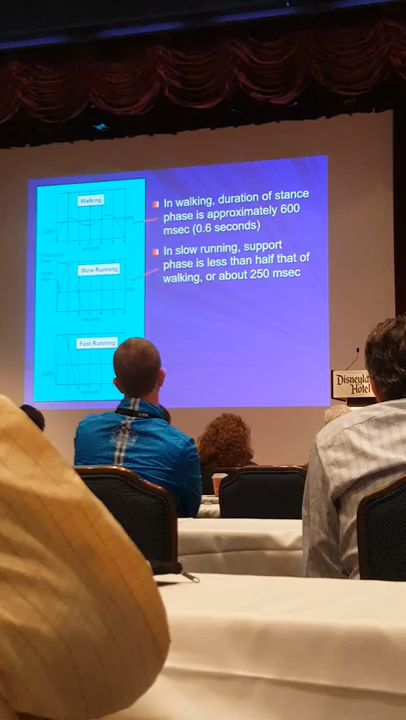 Walking
In walking, duration of stance
phase is approximately 600
msec (0.6 seconds)
In slow running, support
phase is less than half that of
walking, or about 250 msec
Slow Running
Fast Running
Hotel